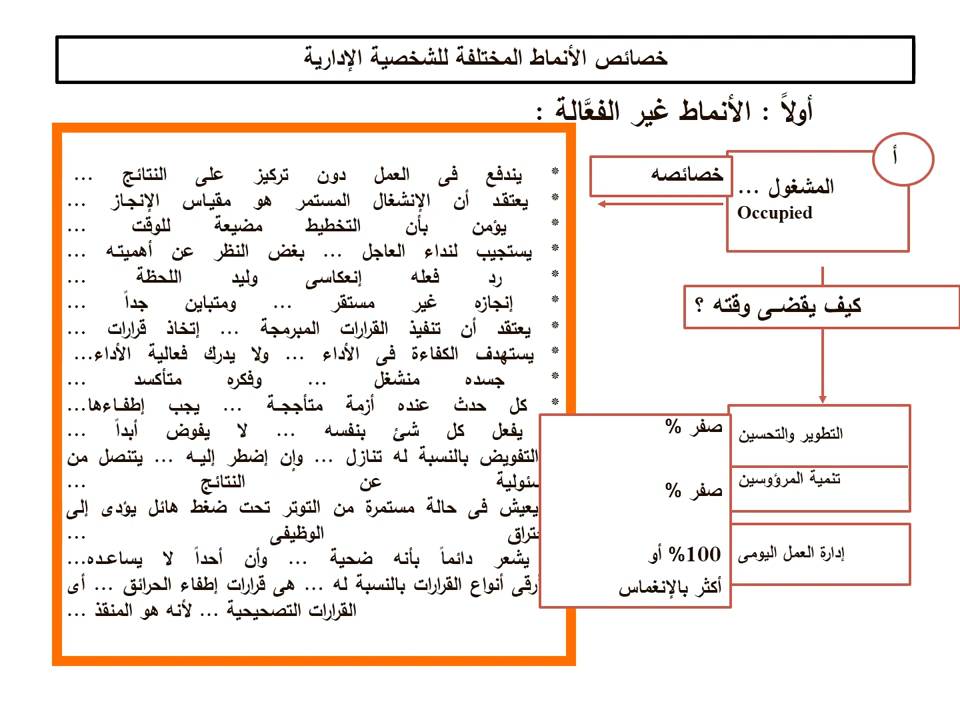 خصائص الأنماط المختلفة للشخصية الإدارية
أولاً : الأنماط غير الفعَّالة :
أ
المشغول ...
Occupied
خصائصه
* يندفع فى العمل دون تركيز على النتائج ...
* يعتقد أن الإنشغال المستمر هو مقياس الإنجاز ...
* يؤمن بأن التخطيط مضيعة للوقت ...
* يستجيب لنداء العاجل ... بغض النظر عن أهميته ...
* رد فعله إنعكاسى وليد اللحظة ...
* إنجازه غير مستقر ... ومتباين جداً ...
* يعتقد أن تنفيذ القرارات المبرمجة ... إتخاذ قرارات ...
* يستهدف الكفاءة فى الأداء ... ولا يدرك فعالية الأداء...
* جسده منشغل ... وفكره متأكسد ...
* كل حدث عنده أزمة متأججة ... يجب إطفاءها...
يفعل كل شئ بنفسه ... لا يفوض أبداً ...
التفويض بالنسبة له تنازل ... وإن إضطر إليه ... يتنصل من
عن النتائج ...
يعيش فى حالة مستمرة من التوتر تحت ضغط هائل يؤدى إلى
الوظيفى ...
يشعر دائماً بأنه ضحية ... وأن أحداً لا يساعده...
أرقى أنواع القرارات بالنسبة له ... هى قرارات إطفاء الحرائق ... أى
القرارات التصحيحية ... لأنه هو المنقذ ...
كيف يقضى وقته ؟
التطوير والتحسين
صفر %
تنمية المرؤوسين
صفر %
إدارة العمل اليومى
100% أو
أكثر بالإنغماس